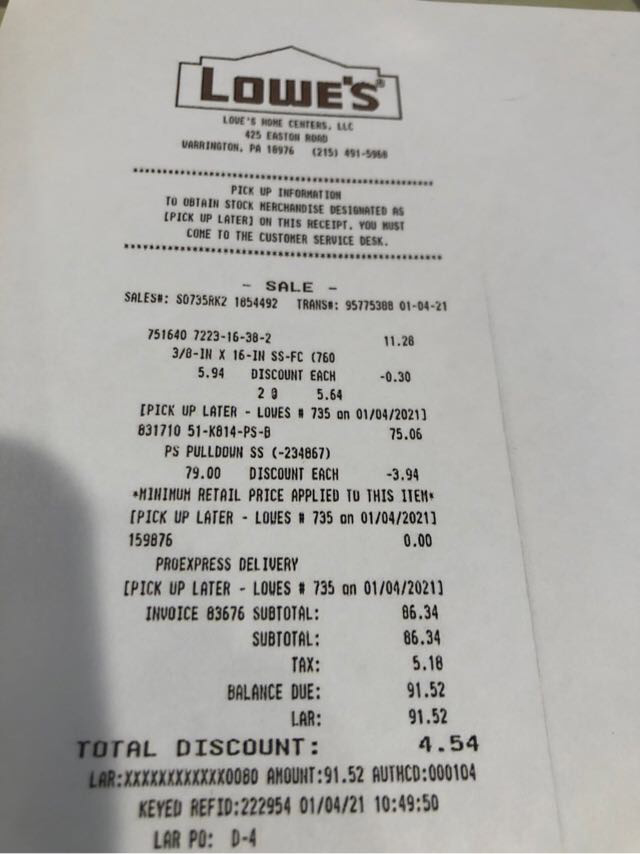 LOWE'S®
LOWE'S HOME CENTERS, LLC
425 EASTON ROAD
WARRINGTON, PA 18976 (215) 491-5968
PICK UP INFORMATION
TO OBTAIN STOCK MERCHANDISE DESIGNATED AS
[PICK UP LATER] ON THIS RECEIPT, YOU MUST
COME TO THE CUSTOMER SERVICE DESK.
- SALE -
SALES#: S0735RK2 1854492 TRANS#: 95775388 01-04-21
751640 7223-16-38-2 11.28
3/8-IN X 16-IN SS-FC (760
5.94 DISCOUNT EACH -0.30
2 @ 5.64
[PICK UP LATER - LOWES # 735 on 01/04/2021]
831710 51-K814-PS-B 75.06
PS PULLDOWN SS (-234867)
79.00 DISCOUNT EACH -3.94
*MINIMUM RETAIL PRICE APPLIED TO THIS ITEM*
[PICK UP LATER - LOWES # 735 on 01/04/2021]
159876 0.00
PROEXPRESS DELIVERY
[PICK UP LATER - LOWES # 735 on 01/04/2021]
INVOICE 83676 SUBTOTAL: 86.34
SUBTOTAL: 86.34
TAX: 5.18
BALANCE DUE: 91.52
LAR: 91.52
TOTAL DISCOUNT: 4.54
LAR:XXXXXXXXXXXX0080 AMOUNT:91.52 AUTHCD:000104
KEYED REFID:222954 01/04/21 10:49:50
LAR PO: D-4